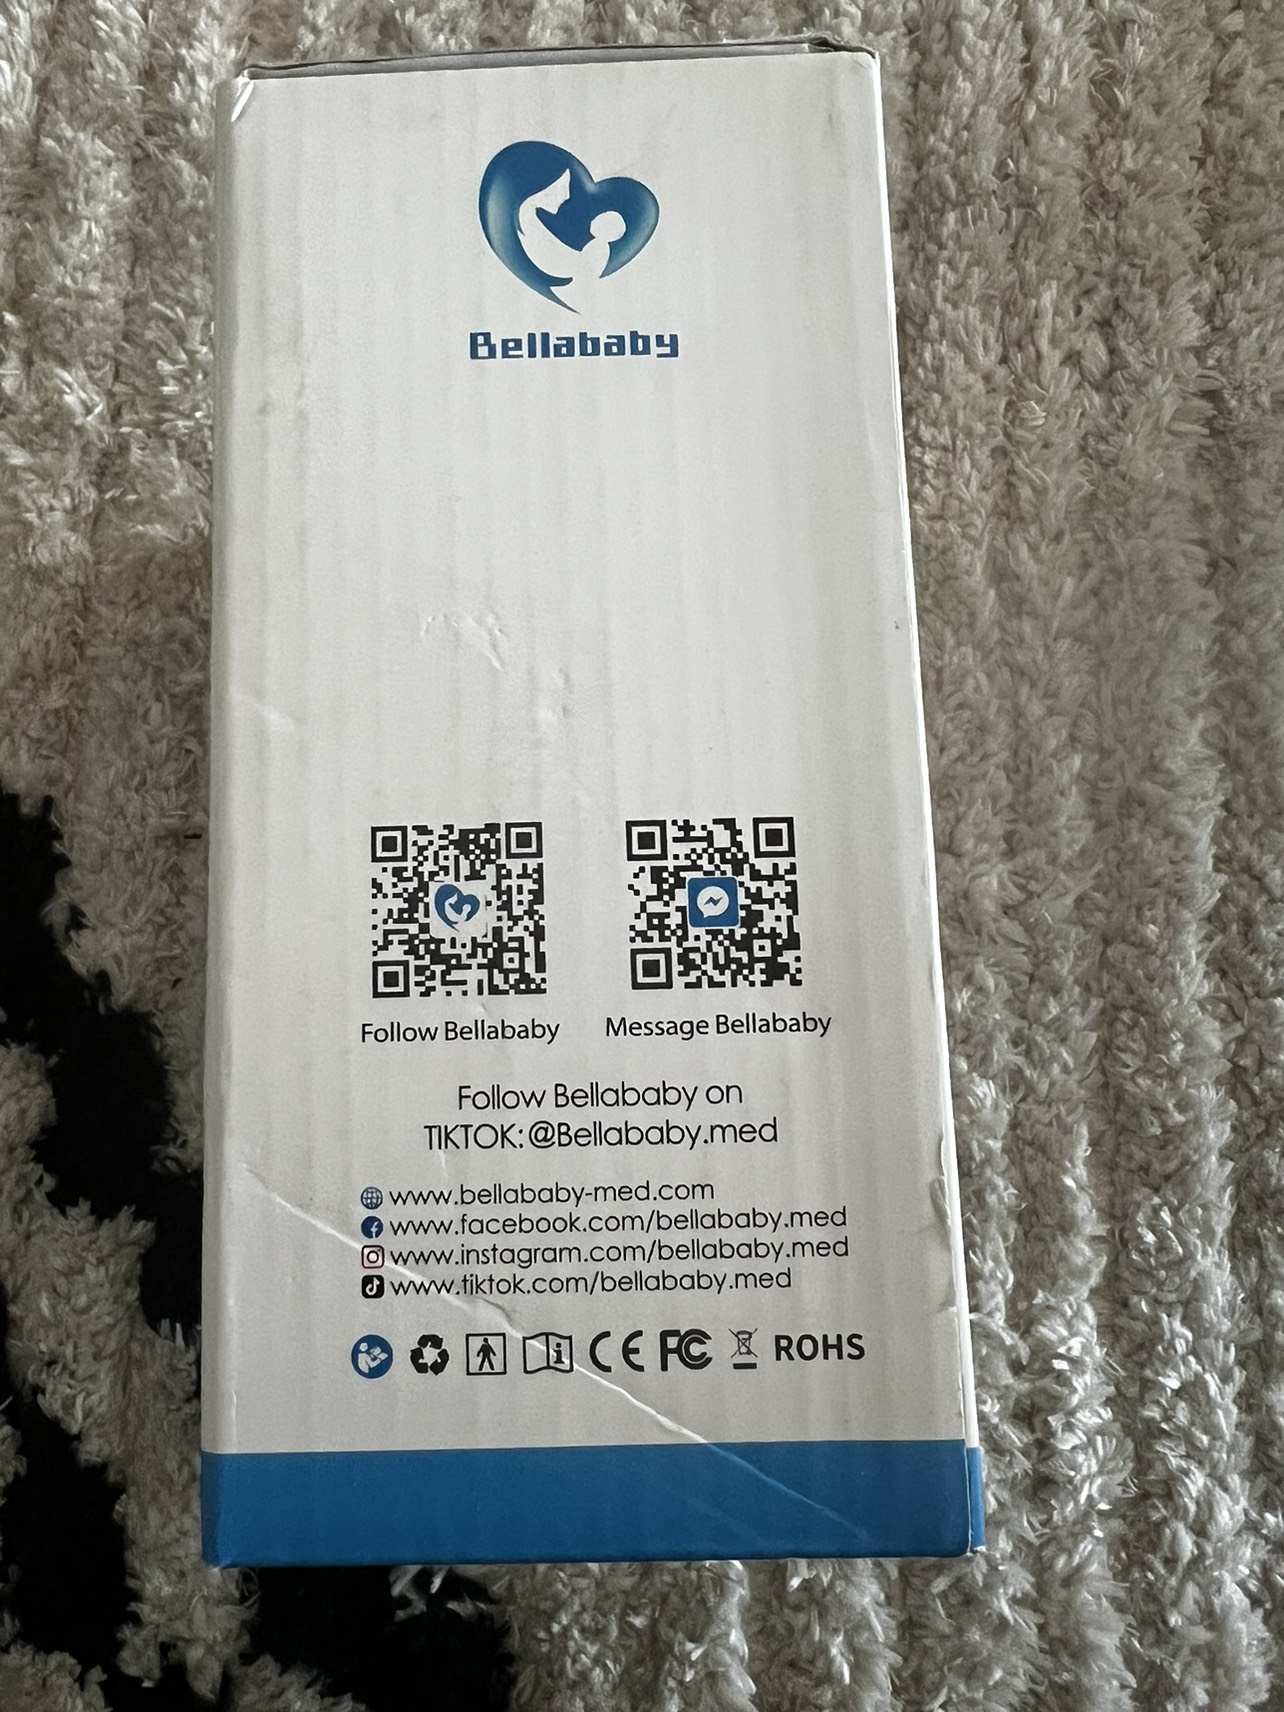 Bellababy
Follow Bellababy
Message Bellababy
Follow Bellababy on
TIKTOK:@Bellababy.med
www.bellababy-med.com
www.facebook.com/bellababy.med
www.instagram.com/bellababy.med
www.tiktok.com/bellababy.med
CE FC ROHS